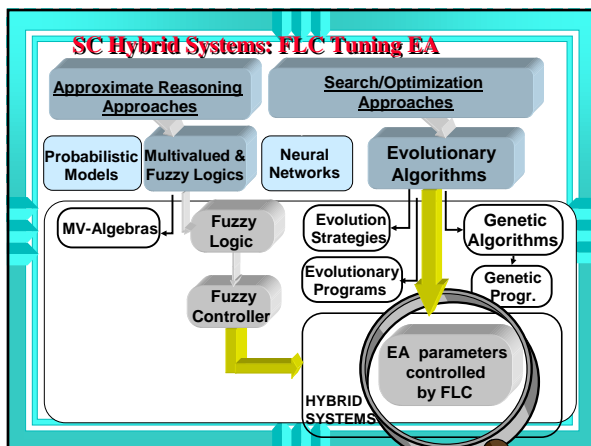 SC Hybrid Systems: FLC Tuning EA
Approximate Reasoning
Approaches
Search/Optimization
Approaches
Probabilistic
Models
Multivalued &
Fuzzy Logics
Neural
Networks
Evolutionary
Algorithms
MV-Algebras
Fuzzy
Logic
Evolution
Strategies
Genetic
Algorithms
Evolutionary
Programs
Genetic
Progr.
Fuzzy
Controller
EA parameters
controlled
by FLC
HYBRID
SYSTEMS